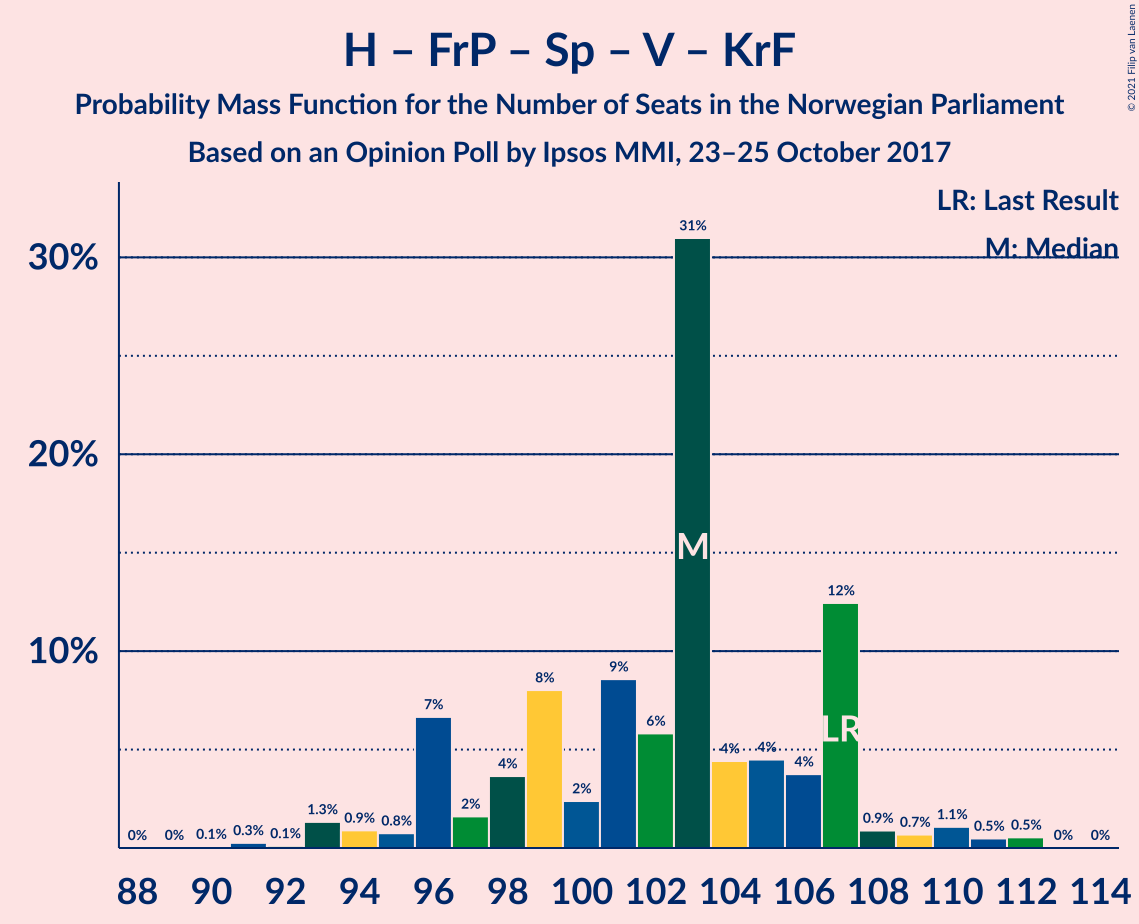 H – FrP – Sp – V – KrF
Probability Mass Function for the Number of Seats in the Norwegian Parliament
Based on an Opinion Poll by Ipsos MMI, 23–25 October 2017
© 2021 Filip van Laenen
LR: Last Result
M: Median
30%
20%
10%
0% 0% 0.1% 0.3% 0.1% 1.3% 0.9% 0.8% 7% 2% 4% 8% 2% 9% 6% 31% 4% 4% 4% 12% 0.9% 0.7% 1.1% 0.5% 0.5% 0% 0%
M
LR
88 90 92 94 96 98 100 102 104 106 108 110 112 114